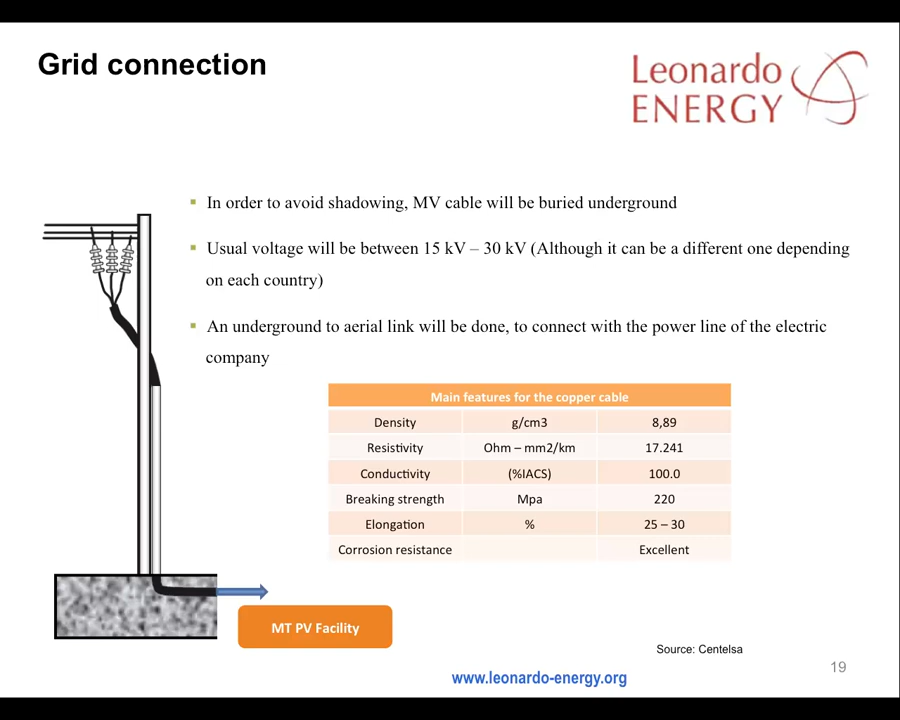 Grid connection
Leonardo
ENERGY
In order to avoid shadowing, MV cable will be buried underground
Usual voltage will be between 15 kV – 30 kV (Although it can be a different one depending
on each country)
An underground to aerial link will be done, to connect with the power line of the electric
company
Main features for the copper cable
Density g/cm3 8,89
Resistivity Ohm – mm2/km 17.241
Conductivity (%IACS) 100.0
Breaking strength Mpa 220
Elongation % 25 – 30
Corrosion resistance Excellent
MT PV Facility
Source: Centelsa
www.leonardo-energy.org
19